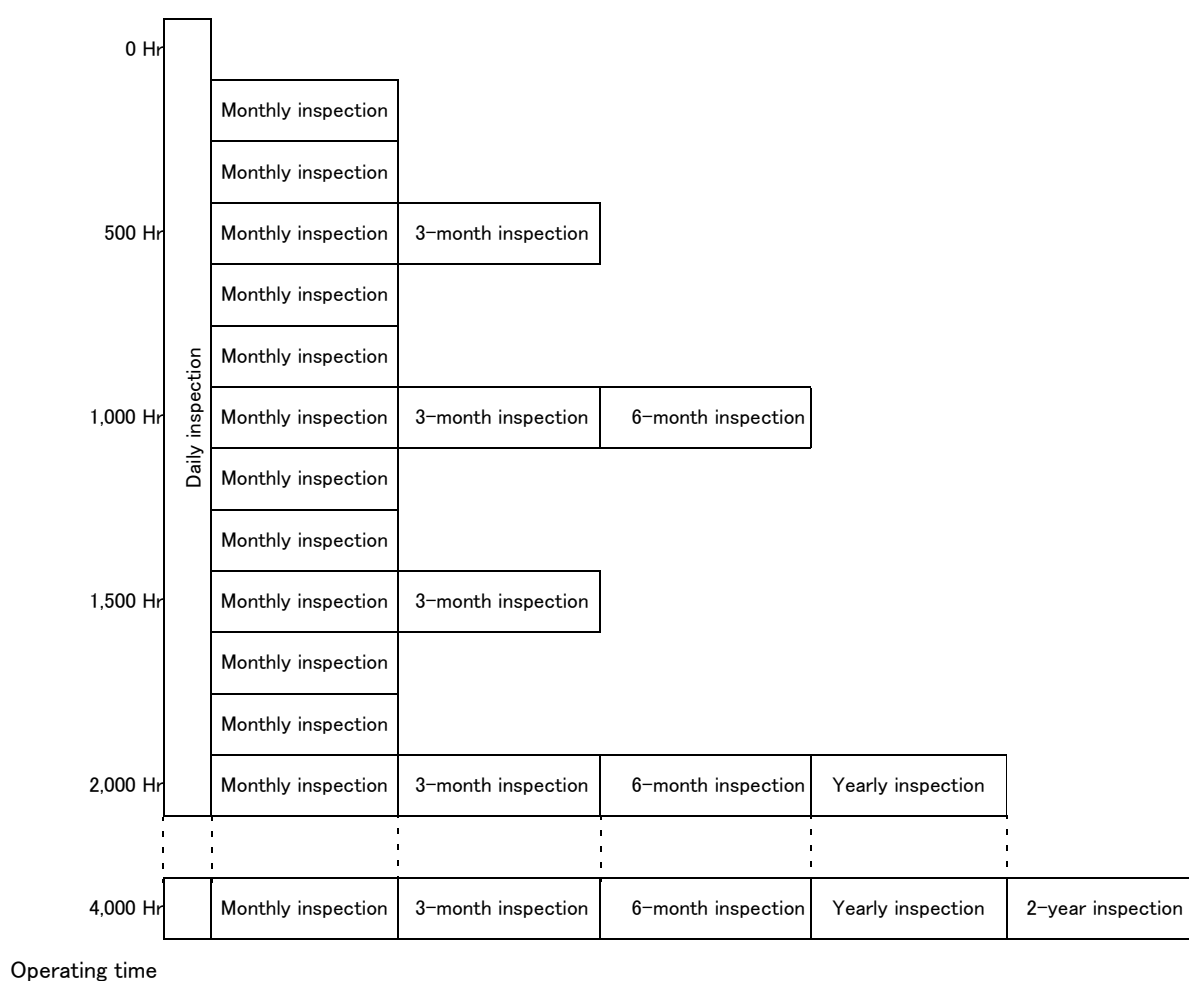 0 Hr
Monthly inspection
Monthly inspection
500 Hr Monthly inspection 3-month inspection
Monthly inspection
Monthly inspection
Daily inspection
1,000 Hr Monthly inspection 3-month inspection 6-month inspection
Monthly inspection
Monthly inspection
1,500 Hr Monthly inspection 3-month inspection
Monthly inspection
Monthly inspection
2,000 Hr Monthly inspection 3-month inspection 6-month inspection Yearly inspection
4,000 Hr Monthly inspection 3-month inspection 6-month inspection Yearly inspection 2-year inspection
Operating time